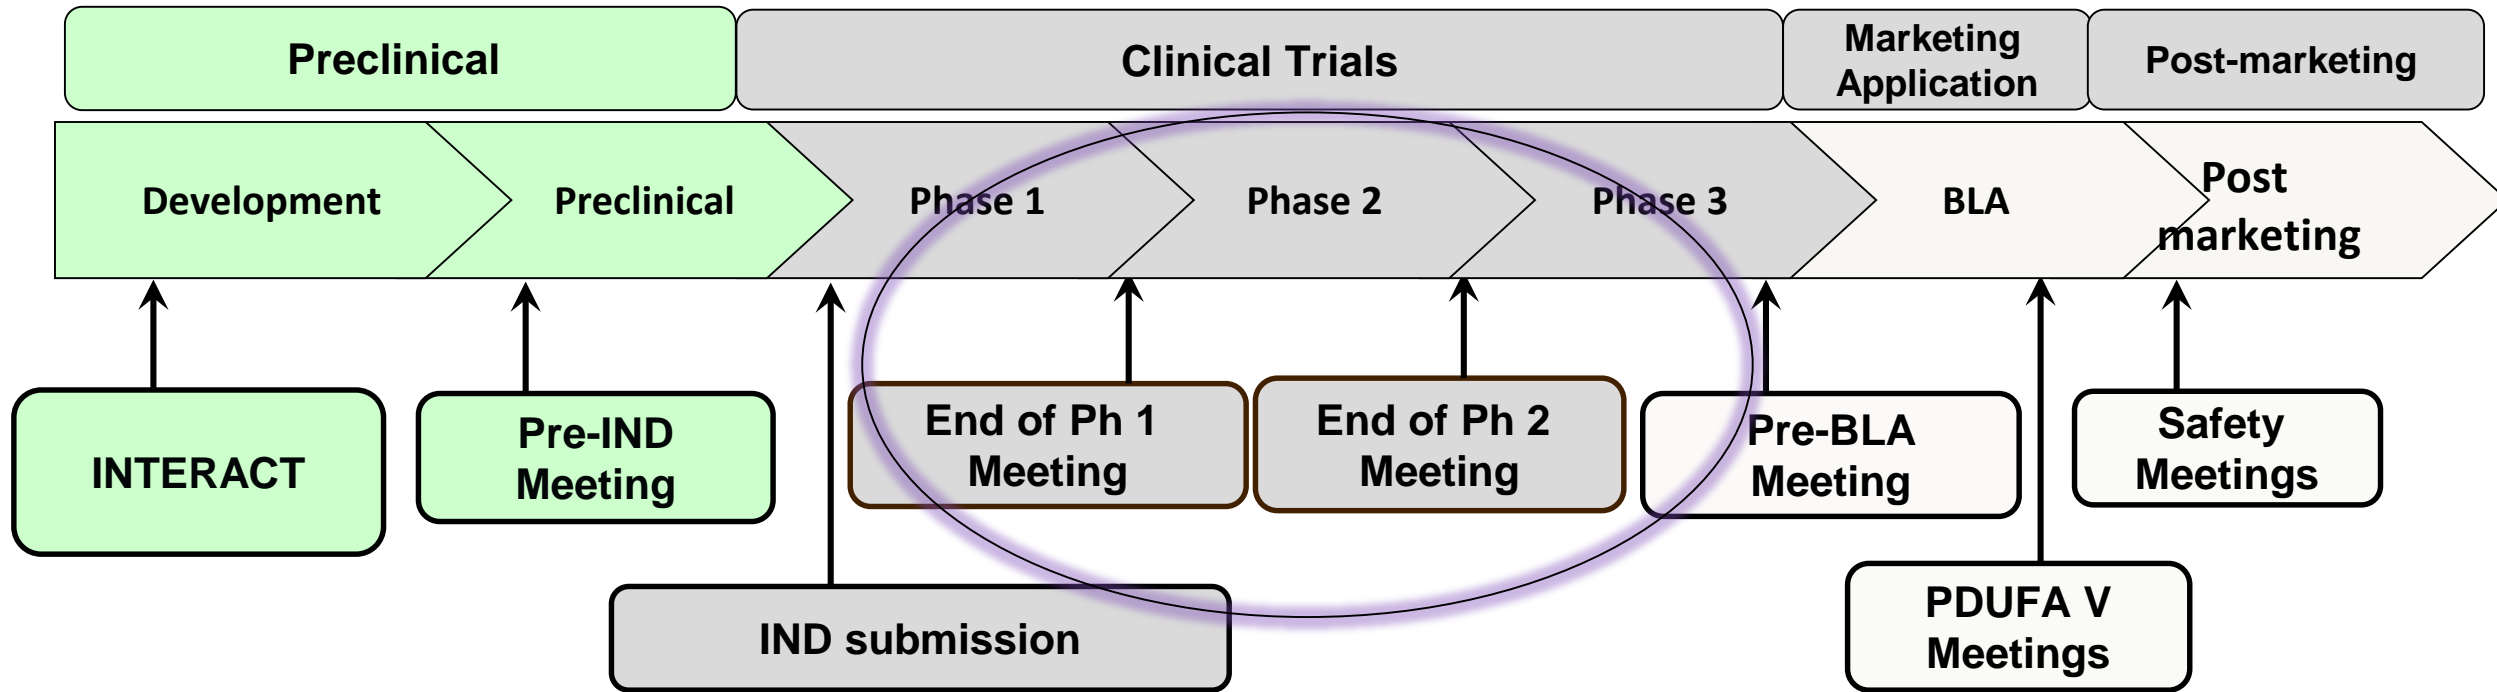 Preclinical
Clinical Trials
Marketing
Application
Post-marketing
Development
Preclinical
Phase 1
Phase 2
Phase 3
BLA
Post
marketing
INTERACT
Pre-IND
Meeting
End of Ph 1
Meeting
End of Ph 2
Meeting
Pre-BLA
Meeting
Safety
Meetings
IND submission
PDUFA V
Meetings